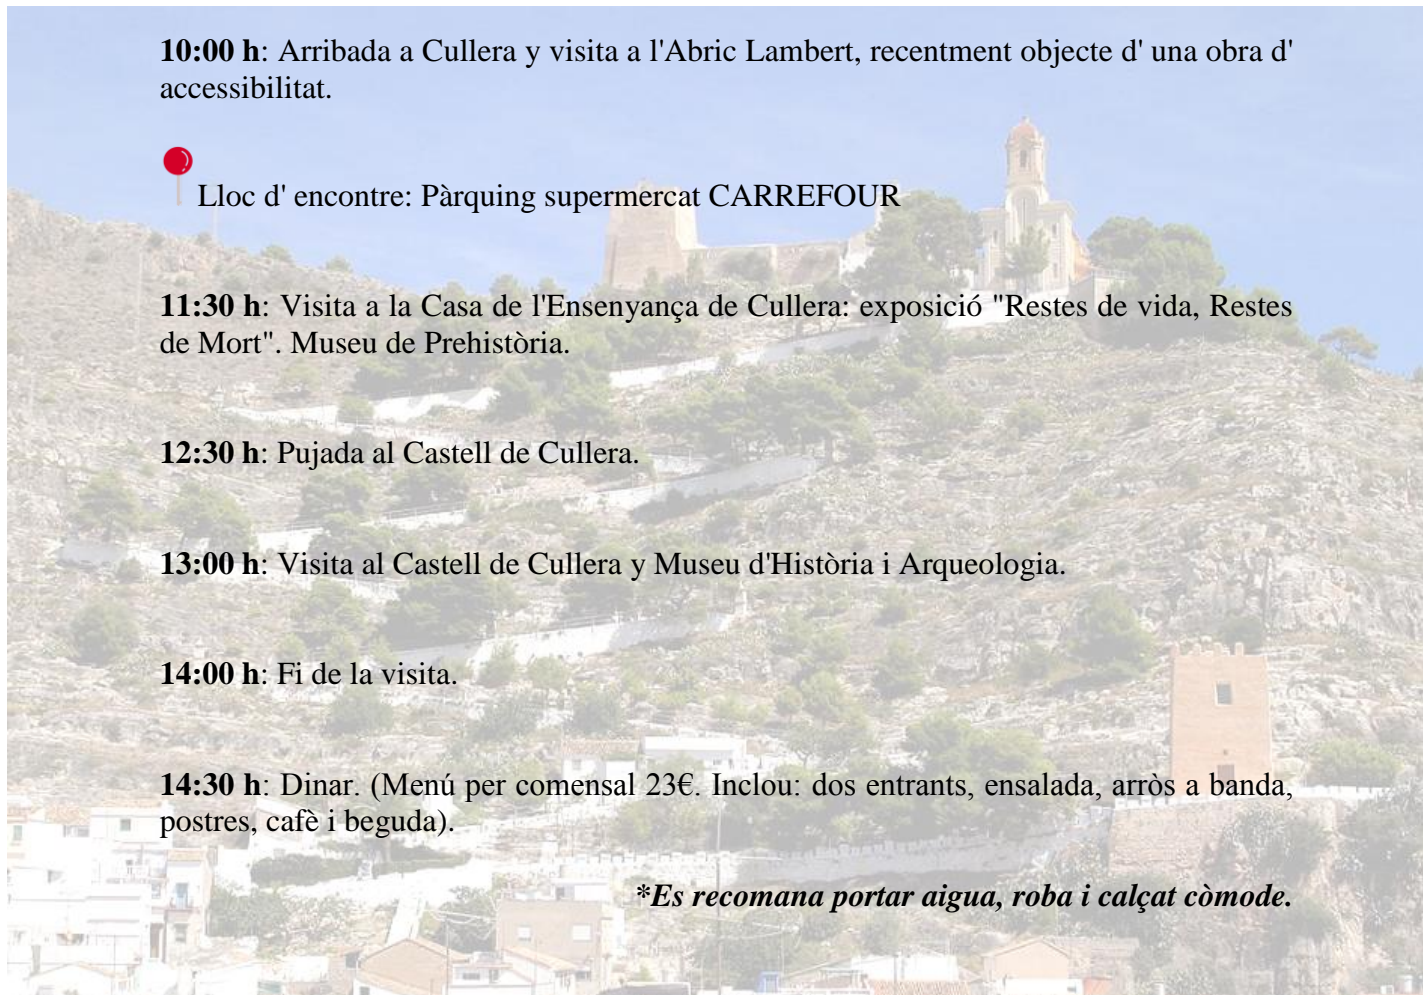 10:00 h: Arribada a Cullera y visita a l'Abric Lambert, recentment objecte d' una obra d'
accessibilitat.
Lloc d' encontre: Pàrquing supermercat CARREFOUR
11:30 h: Visita a la Casa de l'Ensenyança de Cullera: exposició "Restes de vida, Restes
de Mort". Museu de Prehistòria.
12:30 h: Pujada al Castell de Cullera.
13:00 h: Visita al Castell de Cullera y Museu d'Història i Arqueologia.
14:00 h: Fi de la visita.
14:30 h: Dinar. (Menú per comensal 23€. Inclou: dos entrants, ensalada, arròs a banda,
postres, cafè i beguda).
*Es recomana portar aigua, roba i calçat còmode.